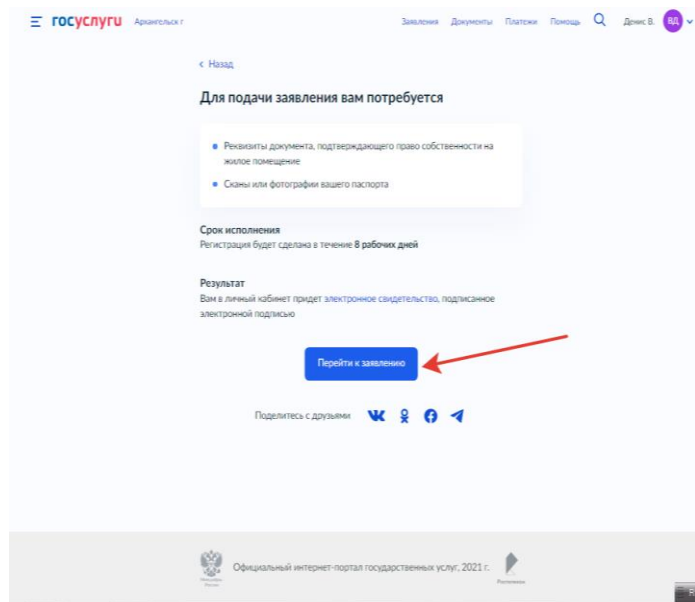 госуслуги Архангельск г Заявления Документы Платежи Помощь Денис В. ВД
Назад
Для подачи заявления вам потребуется
Реквизиты документа, подтверждающего право собственности на
жилое помещение
Сканы или фотографии вашего паспорта
Срок исполнения
Регистрация будет сделана в течение 8 рабочих дней
Результат
Вам в личный кабинет придет электронное свидетельство, подписанное
электронной подписью
Перейти к заявлению
Поделитесь с друзьями
Официальный интернет-портал государственных услуг, 2021 г.